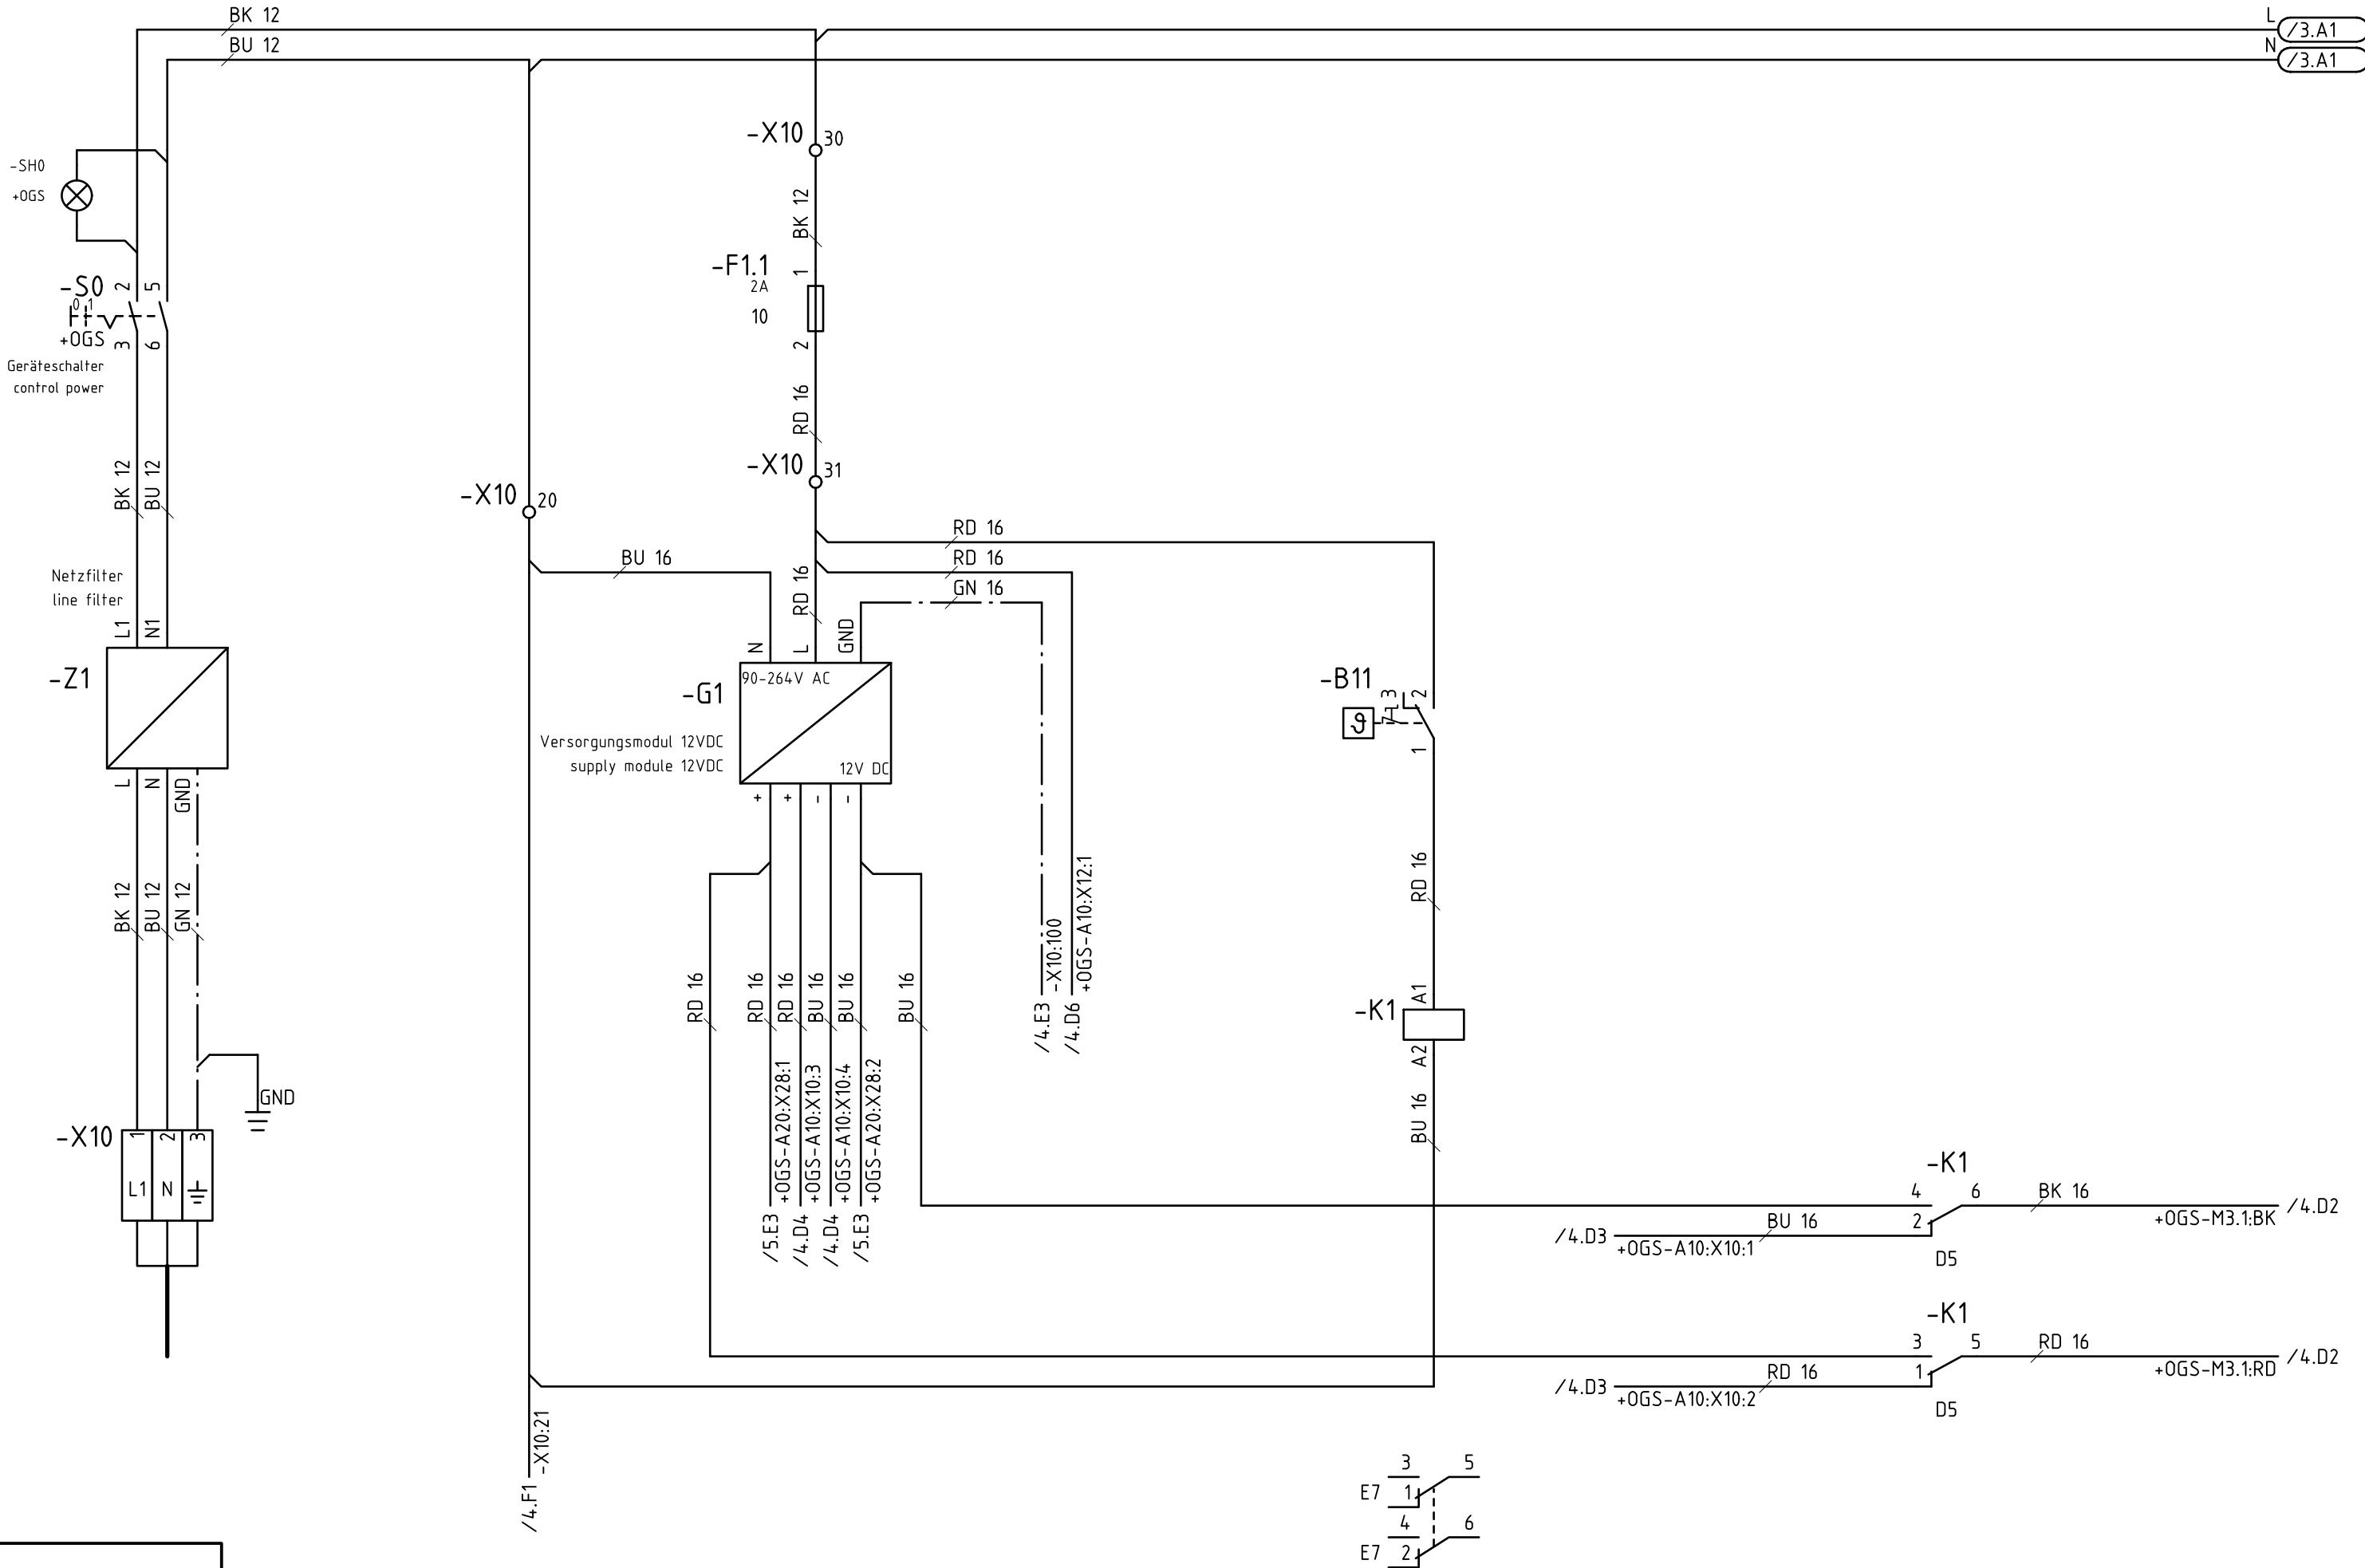 BK 12
BU 12
L
/3.A1
N
/3.A1
-X10
30
-SH0
+OGS
BK 12
-F1.1
1
2A
10
2
-S0
2
5
0 1
+OGS
3
6
Geräteschalter
control power
RD 16
-X10
31
BK 12
BU 12
-X10
20
RD 16
BU 16
RD 16
GN 16
RD 16
Netzfilter
line filter
L1
N1
N
L
GND
-Z1
-G1
90-264V AC
Versorgungsmodul 12VDC
supply module 12VDC
12V DC
-B11
3
2
ϑ
1
L
N
GND
+
+
-
-
BK 12
BU 12
GN 12
RD 16
RD 16
RD 16
RD 16
BU 16
BU 16
BU 16
-X10:100
+OGS-A10:X12:1
/4.E3
/4.D6
-K1
A1
A2
BU 16
GND
-X10
1
2
3
L1
N
+OGS-A20:X28:1
+OGS-A10:X10:3
+OGS-A10:X10:4
+OGS-A20:X28:2
/5.E3
/4.D4
/4.D4
/5.E3
-K1
4
6
BK 16
/4.D2
+OGS-M3.1:BK
/4.D3
BU 16
2
+OGS-A10:X10:1
D5
-K1
3
5
RD 16
/4.D2
+OGS-M3.1:RD
/4.D3
RD 16
1
+OGS-A10:X10:2
D5
-X10:21
/4.F1
3
5
E7
1
4
6
E7
2